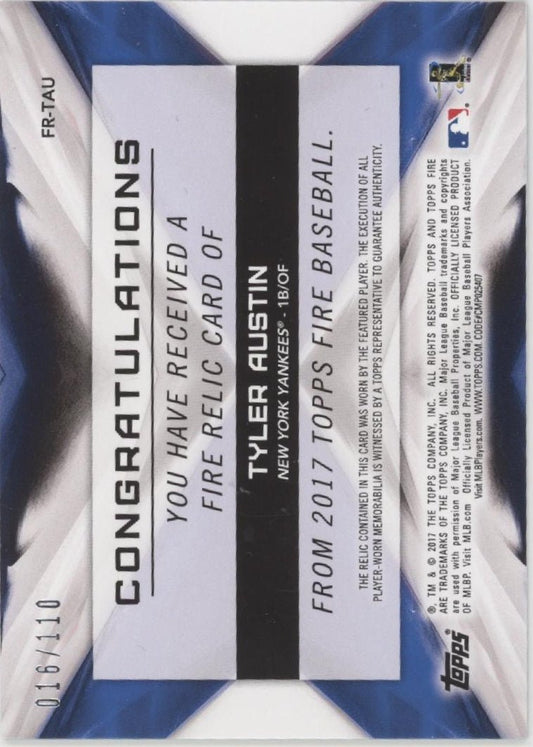 016/110
FR-TAU
CONGRATULATIONS
YOU HAVE RECEIVED A
FIRE RELIC CARD OF
TYLER AUSTIN
NEW YORK YANKEES® - 1B/OF
FROM 2017 TOPPS FIRE BASEBALL.
THE RELIC CONTAINED IN THIS CARD WAS WORN BY THE FEATURED PLAYER. THE EXECUTION OF ALL
PLAYER-WORN MEMORABILIA IS WITNESSED BY A TOPPS REPRESENTATIVE TO GUARANTEE AUTHENTICITY.
®, TM & © 2017 THE TOPPS COMPANY, INC. ALL RIGHTS RESERVED. TOPPS AND TOPPS FIRE
ARE TRADEMARKS OF THE TOPPS COMPANY, INC. Major League Baseball trademarks and copyrights
are used with permission of Major League Baseball Properties, Inc. OFFICIALLY LICENSED PRODUCT
OF MLBP. Visit MLB.com Officially Licensed Product of Major League Baseball Players Association.
Visit MLBPlayers.com. WWW.TOPPS.COM. CODE#CMP025407
TOPPS